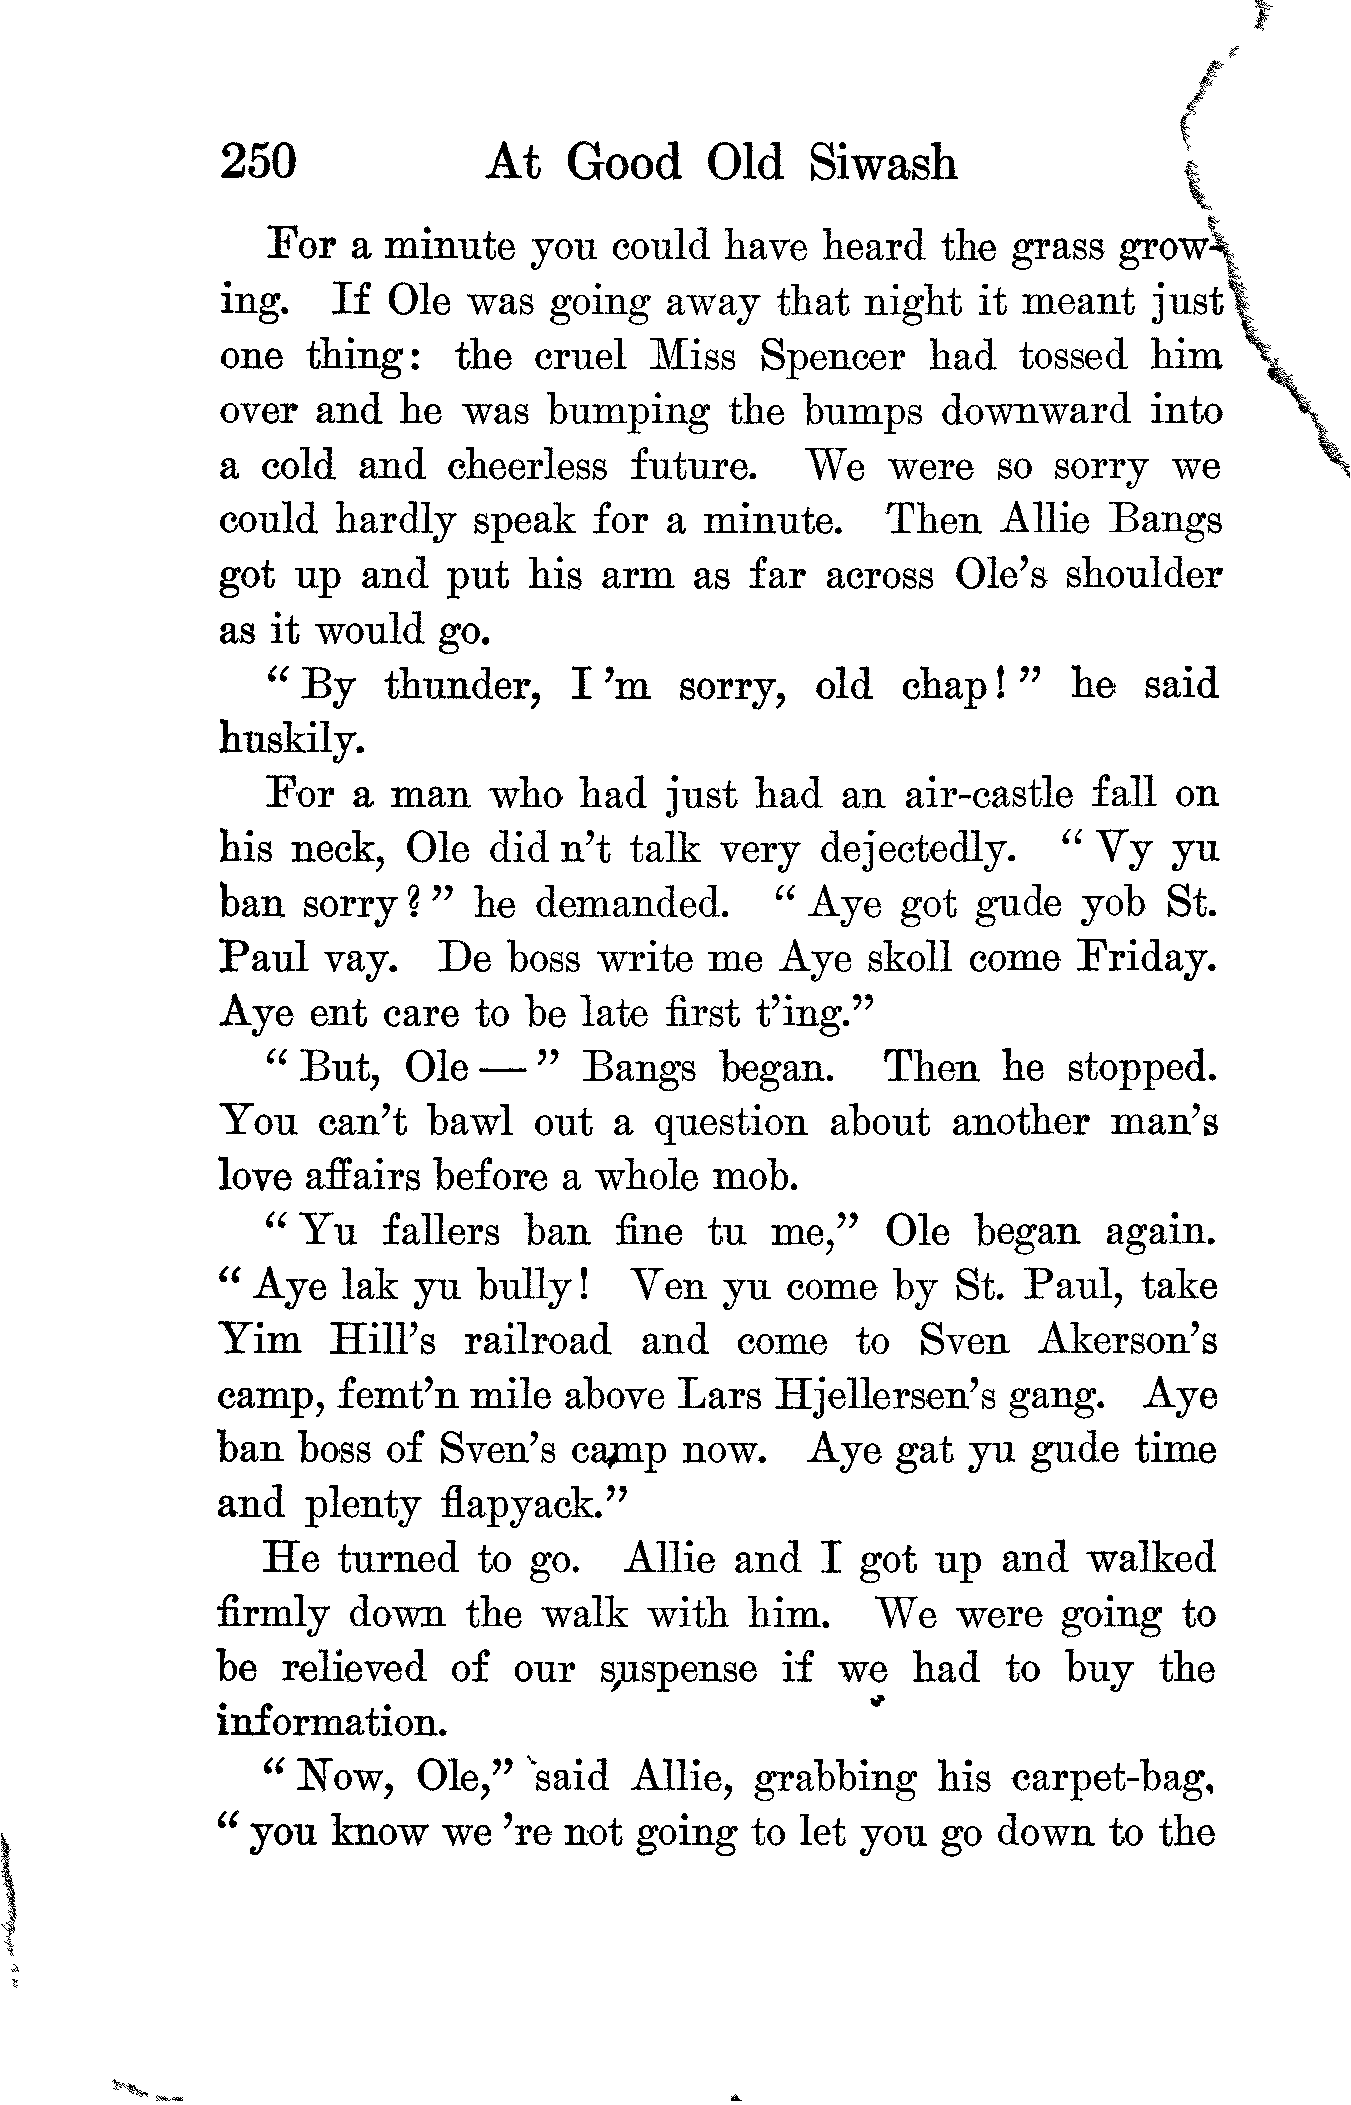 250 At Good Old Siwash
For a minute you could have heard the grass grow-
ing. If Ole was going away that night it meant just
one thing: the cruel Miss Spencer had tossed him
over and he was bumping the bumps downward into
a cold and cheerless future. We were so sorry we
could hardly speak for a minute. Then Allie Bangs
got up and put his arm as far across Ole's shoulder
as it would go.
"By thunder, I'm sorry, old chap!" he said
huskily.
For a man who had just had an air-castle fall on
his neck, Ole did n't talk very dejectedly. "Vy yu
ban sorry?" he demanded. "Aye got gude yob St.
Paul vay. De boss write me Aye skoll come Friday.
Aye ent care to be late first t'ing."
"But, Ole—" Bangs began. Then he stopped.
You can't bawl out a question about another man's
love affairs before a whole mob.
"Yu fallers ban fine tu me," Ole began again.
"Aye lak yu bully! Ven yu come by St. Paul, take
Yim Hill's railroad and come to Sven Akerson's
camp, femt'n mile above Lars Hjellersen's gang. Aye
ban boss of Sven's camp now. Aye gat yu gude time
and plenty flapyack."
He turned to go. Allie and I got up and walked
firmly down the walk with him. We were going to
be relieved of our suspense if we had to buy the
information.
"Now, Ole," said Allie, grabbing his carpet-bag,
"you know we 're not going to let you go down to the